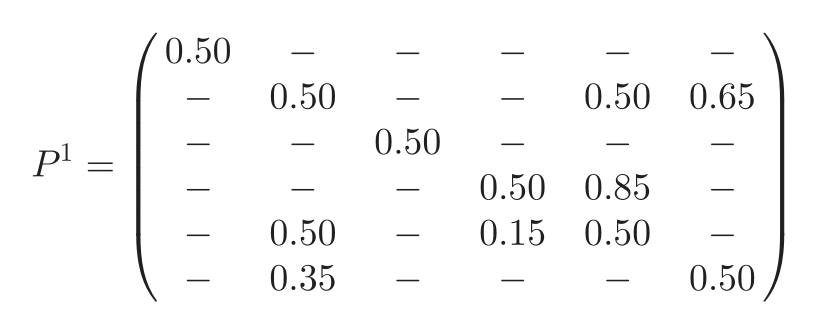 0.50 − − − − −
− 0.50 − − 0.50 0.65
− − 0.50 − − −
P¹ =
− − − 0.50 0.85 −
− 0.50 − 0.15 0.50 −
− 0.35 − − − 0.50